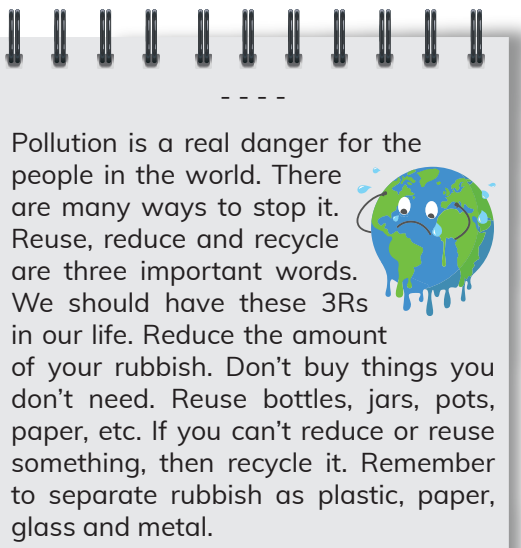 - - - -
Pollution is a real danger for the
people in the world. There
are many ways to stop it.
Reuse, reduce and recycle
are three important words.
We should have these 3Rs
in our life. Reduce the amount
of your rubbish. Don’t buy things you
don’t need. Reuse bottles, jars, pots,
paper, etc. If you can’t reduce or reuse
something, then recycle it. Remember
to separate rubbish as plastic, paper,
glass and metal.